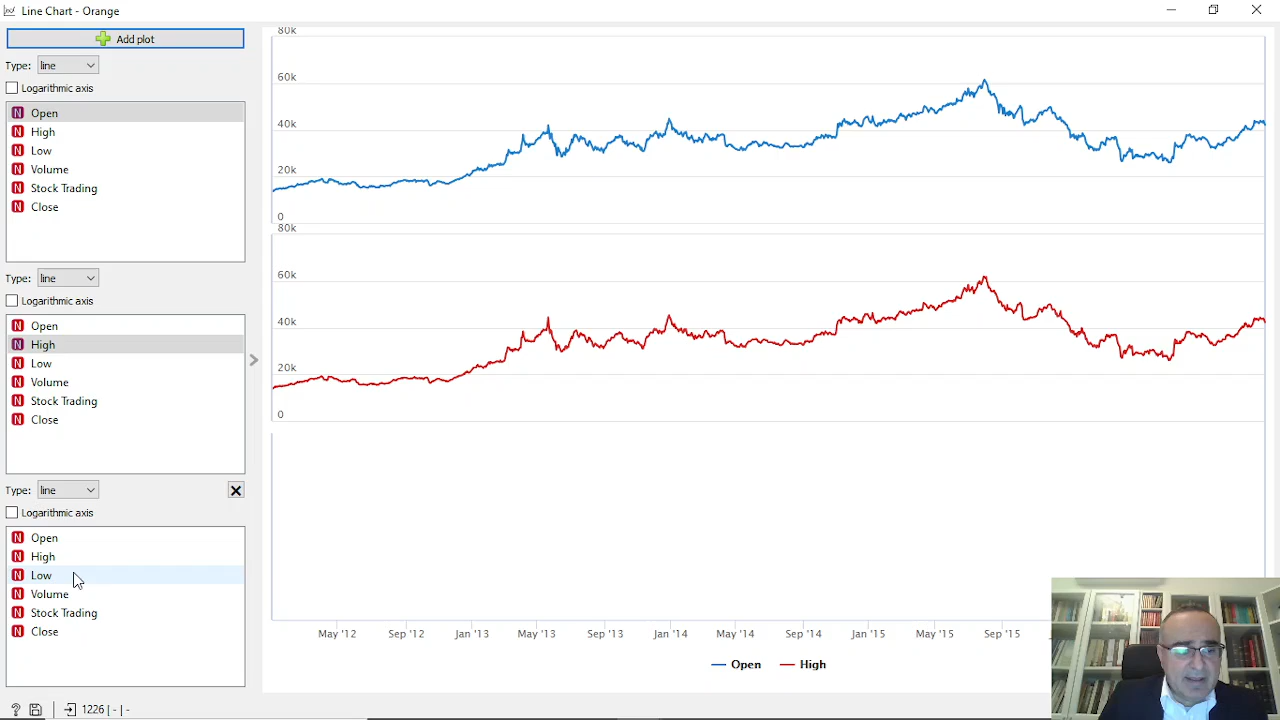 Line Chart - Orange
Add plot
Type: line
Logarithmic axis
N Open
N High
N Low
N Volume
N Stock Trading
N Close
Type: line
Logarithmic axis
N Open
N High
N Low
N Volume
N Stock Trading
N Close
Type: line
Logarithmic axis
N Open
N High
N Low
N Volume
N Stock Trading
N Close
? 1226 | - | -
80k
60k
40k
20k
0
80k
60k
40k
20k
0
May '12 Sep '12 Jan '13 May '13 Sep '13 Jan '14 May '14 Sep '14 Jan '15 May '15 Sep '15
Open High